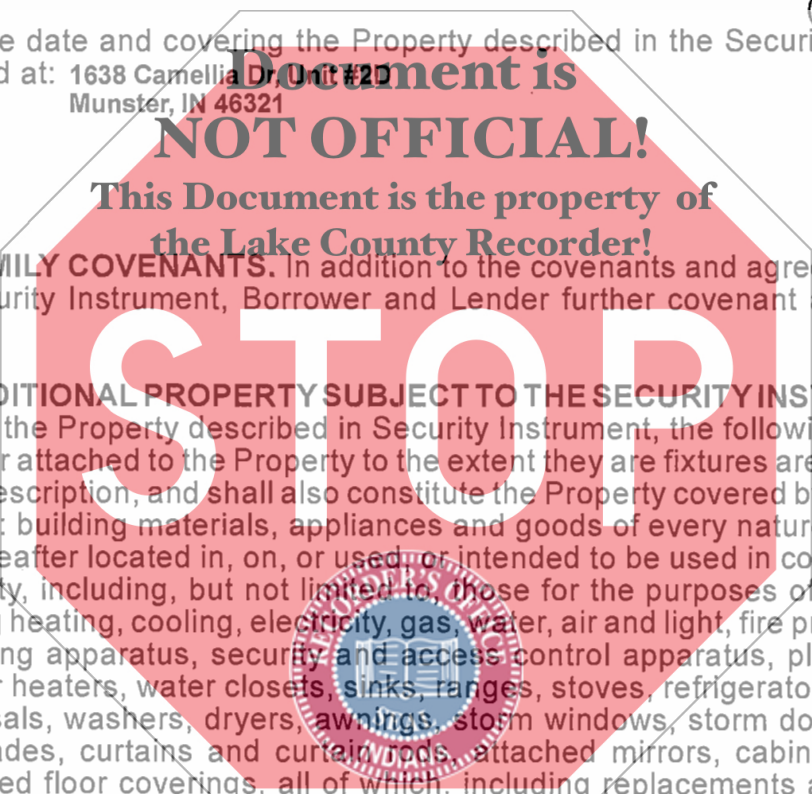 e date and covering the Property described in the Securi
d at: 1638 Camellia Dr, Unit #2D
Munster, IN 46321
Document is
NOT OFFICIAL!
This Document is the property of
the Lake County Recorder!
MILY COVENANTS. In addition to the covenants and agre
urity Instrument, Borrower and Lender further covenant
DITIONAL PROPERTY SUBJECT TO THE SECURITY INS
STOP
the Property described in Security Instrument, the followi
r attached to the Property to the extent they are fixtures are
escription, and shall also constitute the Property covered b
: building materials, appliances and goods of every natur
eafter located in, on, or used, or intended to be used in co
ty, including, but not limited to, those for the purposes of
heating, cooling, electricity, gas, water, air and light, fire p
ng apparatus, security and access control apparatus, pl
r heaters, water closets, sinks, ranges, stoves, refrigerato
sals, washers, dryers, awnings, storm windows, storm do
ades, curtains and curtain rods, attached mirrors, cabin
ed floor coverings, all of which, including replacements a
RECORDER'S OFFICE
INDIANA